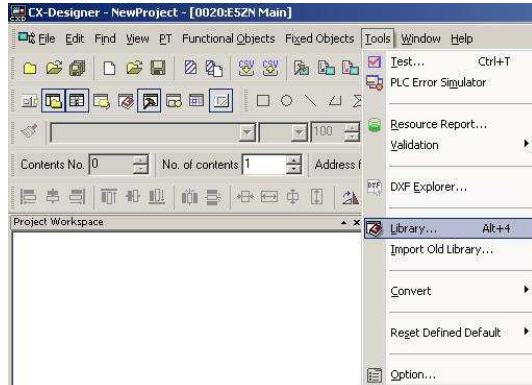 CX-Designer - NewProject - [0020:E5ZN Main]
File Edit Find View PT Functional Objects Fixed Objects Tools Window Help
Test... Ctrl+T
PLC Error Simulator
100
Resource Report...
Validation
Contents No. 0 No. of contents 1 Address
DXF Explorer...
Project Workspace
Library... Alt+4
Import Old Library...
Convert
Reset Defined Default
Option...